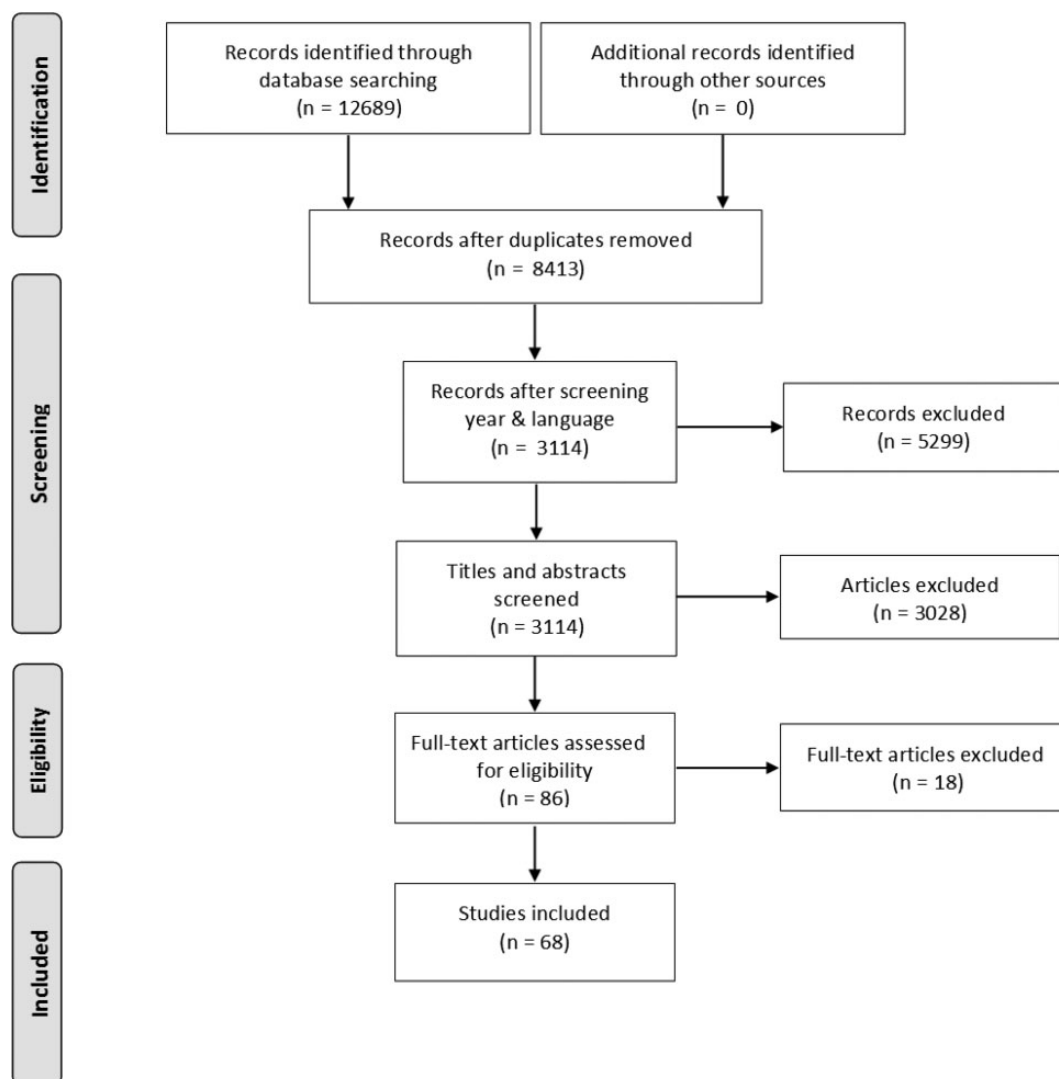 Identification
Records identified through
database searching
(n = 12689)
Additional records identified
through other sources
(n = 0)
Records after duplicates removed
(n = 8413)
Screening
Records after screening
year & language
(n = 3114)
Records excluded
(n = 5299)
Titles and abstracts
screened
(n = 3114)
Articles excluded
(n = 3028)
Eligibility
Full-text articles assessed
for eligibility
(n = 86)
Full-text articles excluded
(n = 18)
Included
Studies included
(n = 68)